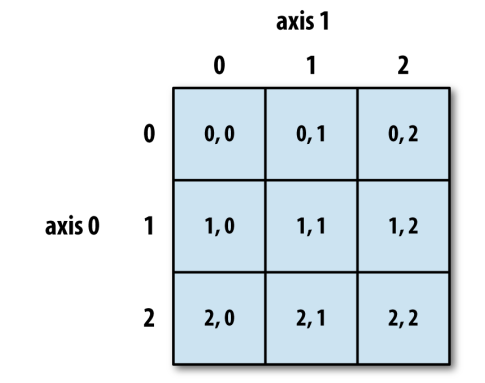 axis 1
0 1 2
0 0, 0 0, 1 0, 2
axis 0 1 1, 0 1, 1 1, 2
2 2, 0 2, 1 2, 2